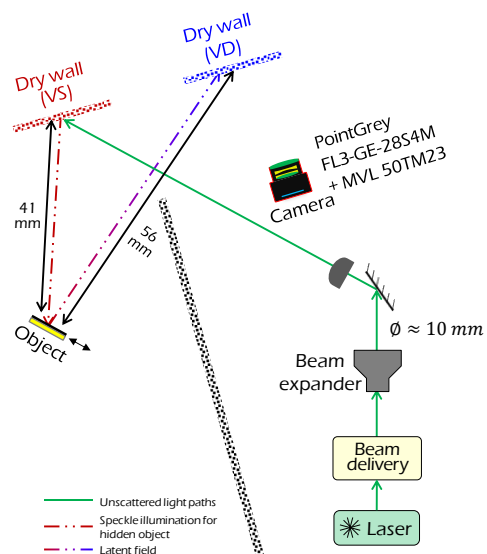 Dry wall
(VD)
Dry wall
(VS)
PointGrey
FL3-GE-28S4M
+ MVL 50TM23
Camera
41
mm
56
mm
Object
Ø ≈ 10 mm
Beam
expander
Beam
delivery
Laser
Unscattered light paths
Speckle illumination for
hidden object
Latent field